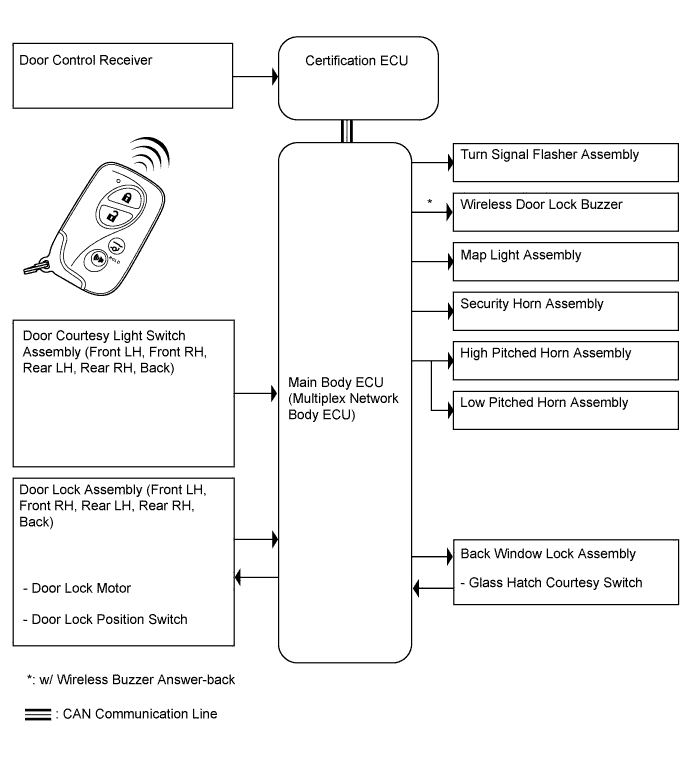 Door Control Receiver
Certification ECU
Turn Signal Flasher Assembly
*
Wireless Door Lock Buzzer
Map Light Assembly
Security Horn Assembly
High Pitched Horn Assembly
Low Pitched Horn Assembly
HOLD
Door Courtesy Light Switch
Assembly (Front LH, Front RH,
Rear LH, Rear RH, Back)
Main Body ECU
(Multiplex Network
Body ECU)
Door Lock Assembly (Front LH,
Front RH, Rear LH, Rear RH,
Back)
- Door Lock Motor
- Door Lock Position Switch
Back Window Lock Assembly
- Glass Hatch Courtesy Switch
*: w/ Wireless Buzzer Answer-back
: CAN Communication Line